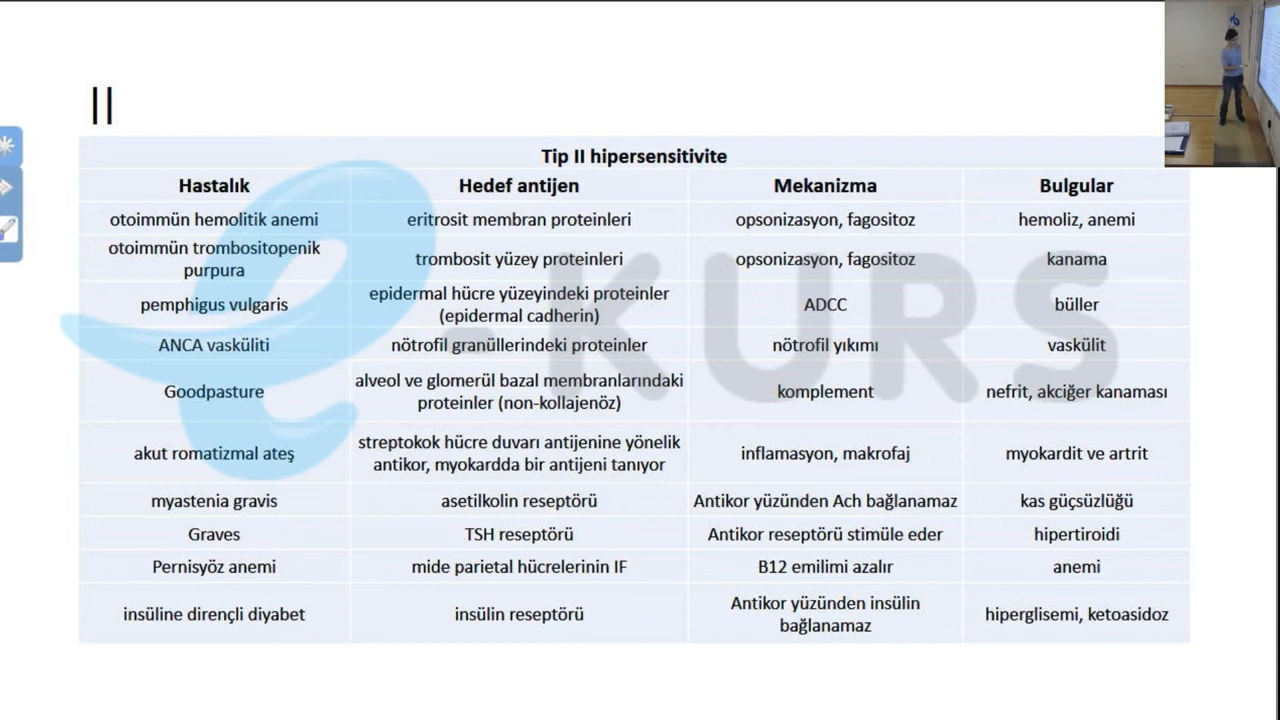 II
Tip II hipersensitivite
Hastalık Hedef antijen Mekanizma Bulgular
otoimmün hemolitik anemi eritrosit membran proteinleri opsonizasyon, fagositoz hemoliz, anemi
otoimmün trombositopenik
purpura trombosit yüzey proteinleri opsonizasyon, fagositoz kanama
pemphigus vulgaris epidermal hücre yüzeyindeki proteinler
(epidermal cadherin) ADCC büller
ANCA vasküliti nötrofil granüllerindeki proteinler nötrofil yıkımı vaskülit
Goodpasture alveol ve glomerül bazal membranlarındaki
proteinler (non-kollajenöz) komplement nefrit, akciğer kanaması
akut romatizmal ateş streptokok hücre duvarı antijenine yönelik
antikor, myokardda bir antijeni tanıyor inflamasyon, makrofaj myokardit ve artrit
myastenia gravis asetilkolin reseptörü Antikor yüzünden Ach bağlanamaz kas güçsüzlüğü
Graves TSH reseptörü Antikor reseptörü stimüle eder hipertiroidi
Pernisyöz anemi mide parietal hücrelerinin IF B12 emilimi azalır anemi
insüline dirençli diyabet insülin reseptörü Antikor yüzünden insülin
bağlanamaz hiperglisemi, ketoasidoz
e-KURS